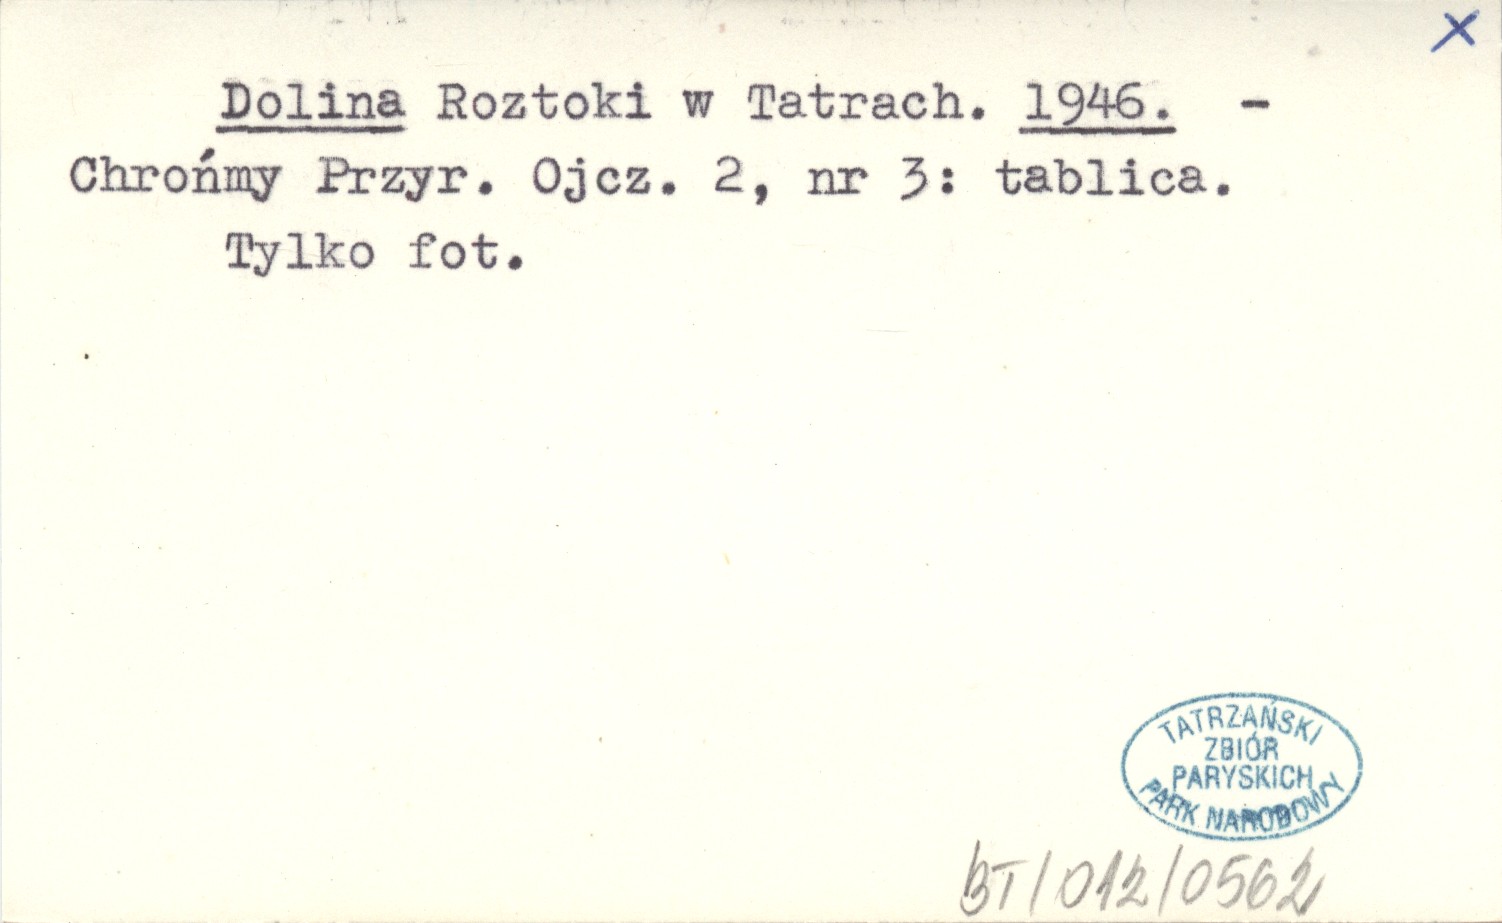 x
Dolina Roztoki w Tatrach. 1946. -
Chrońmy Przyr. Ojcz. 2, nr 3: tablica.
Tylko fot.
TATRZAŃSKI
ZBIÓR
PARYSKICH
PARK NARODOWY
BT/012/0562